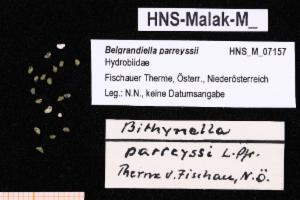 HNS-Malak-M_
Belgrandiella parreyssii HNS_M_07157
Hydrobiidae
Fischauer Therme, Österr., Niederösterreich
Leg.: N.N., keine Datumsangabe
Bithynella
parreyssi L. Pfr.
Therme v. Fischau, N.Ö.